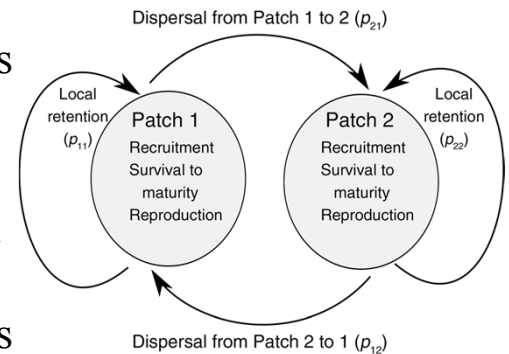 Dispersal from Patch 1 to 2 (p₂₁)
s
Local
retention
(p₁₁)
Patch 1
Recruitment
Survival to
maturity
Reproduction
Patch 2
Recruitment
Survival to
maturity
Reproduction
Local
retention
(p₂₂)
s
Dispersal from Patch 2 to 1 (p₁₂)